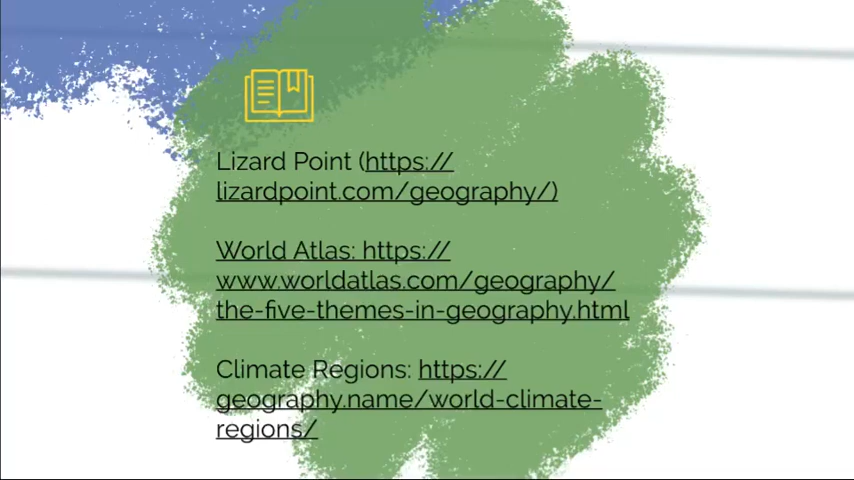 Lizard Point (https://
lizardpoint.com/geography/)
World Atlas: https://
www.worldatlas.com/geography/
the-five-themes-in-geography.html
Climate Regions: https://
geography.name/world-climate-
regions/